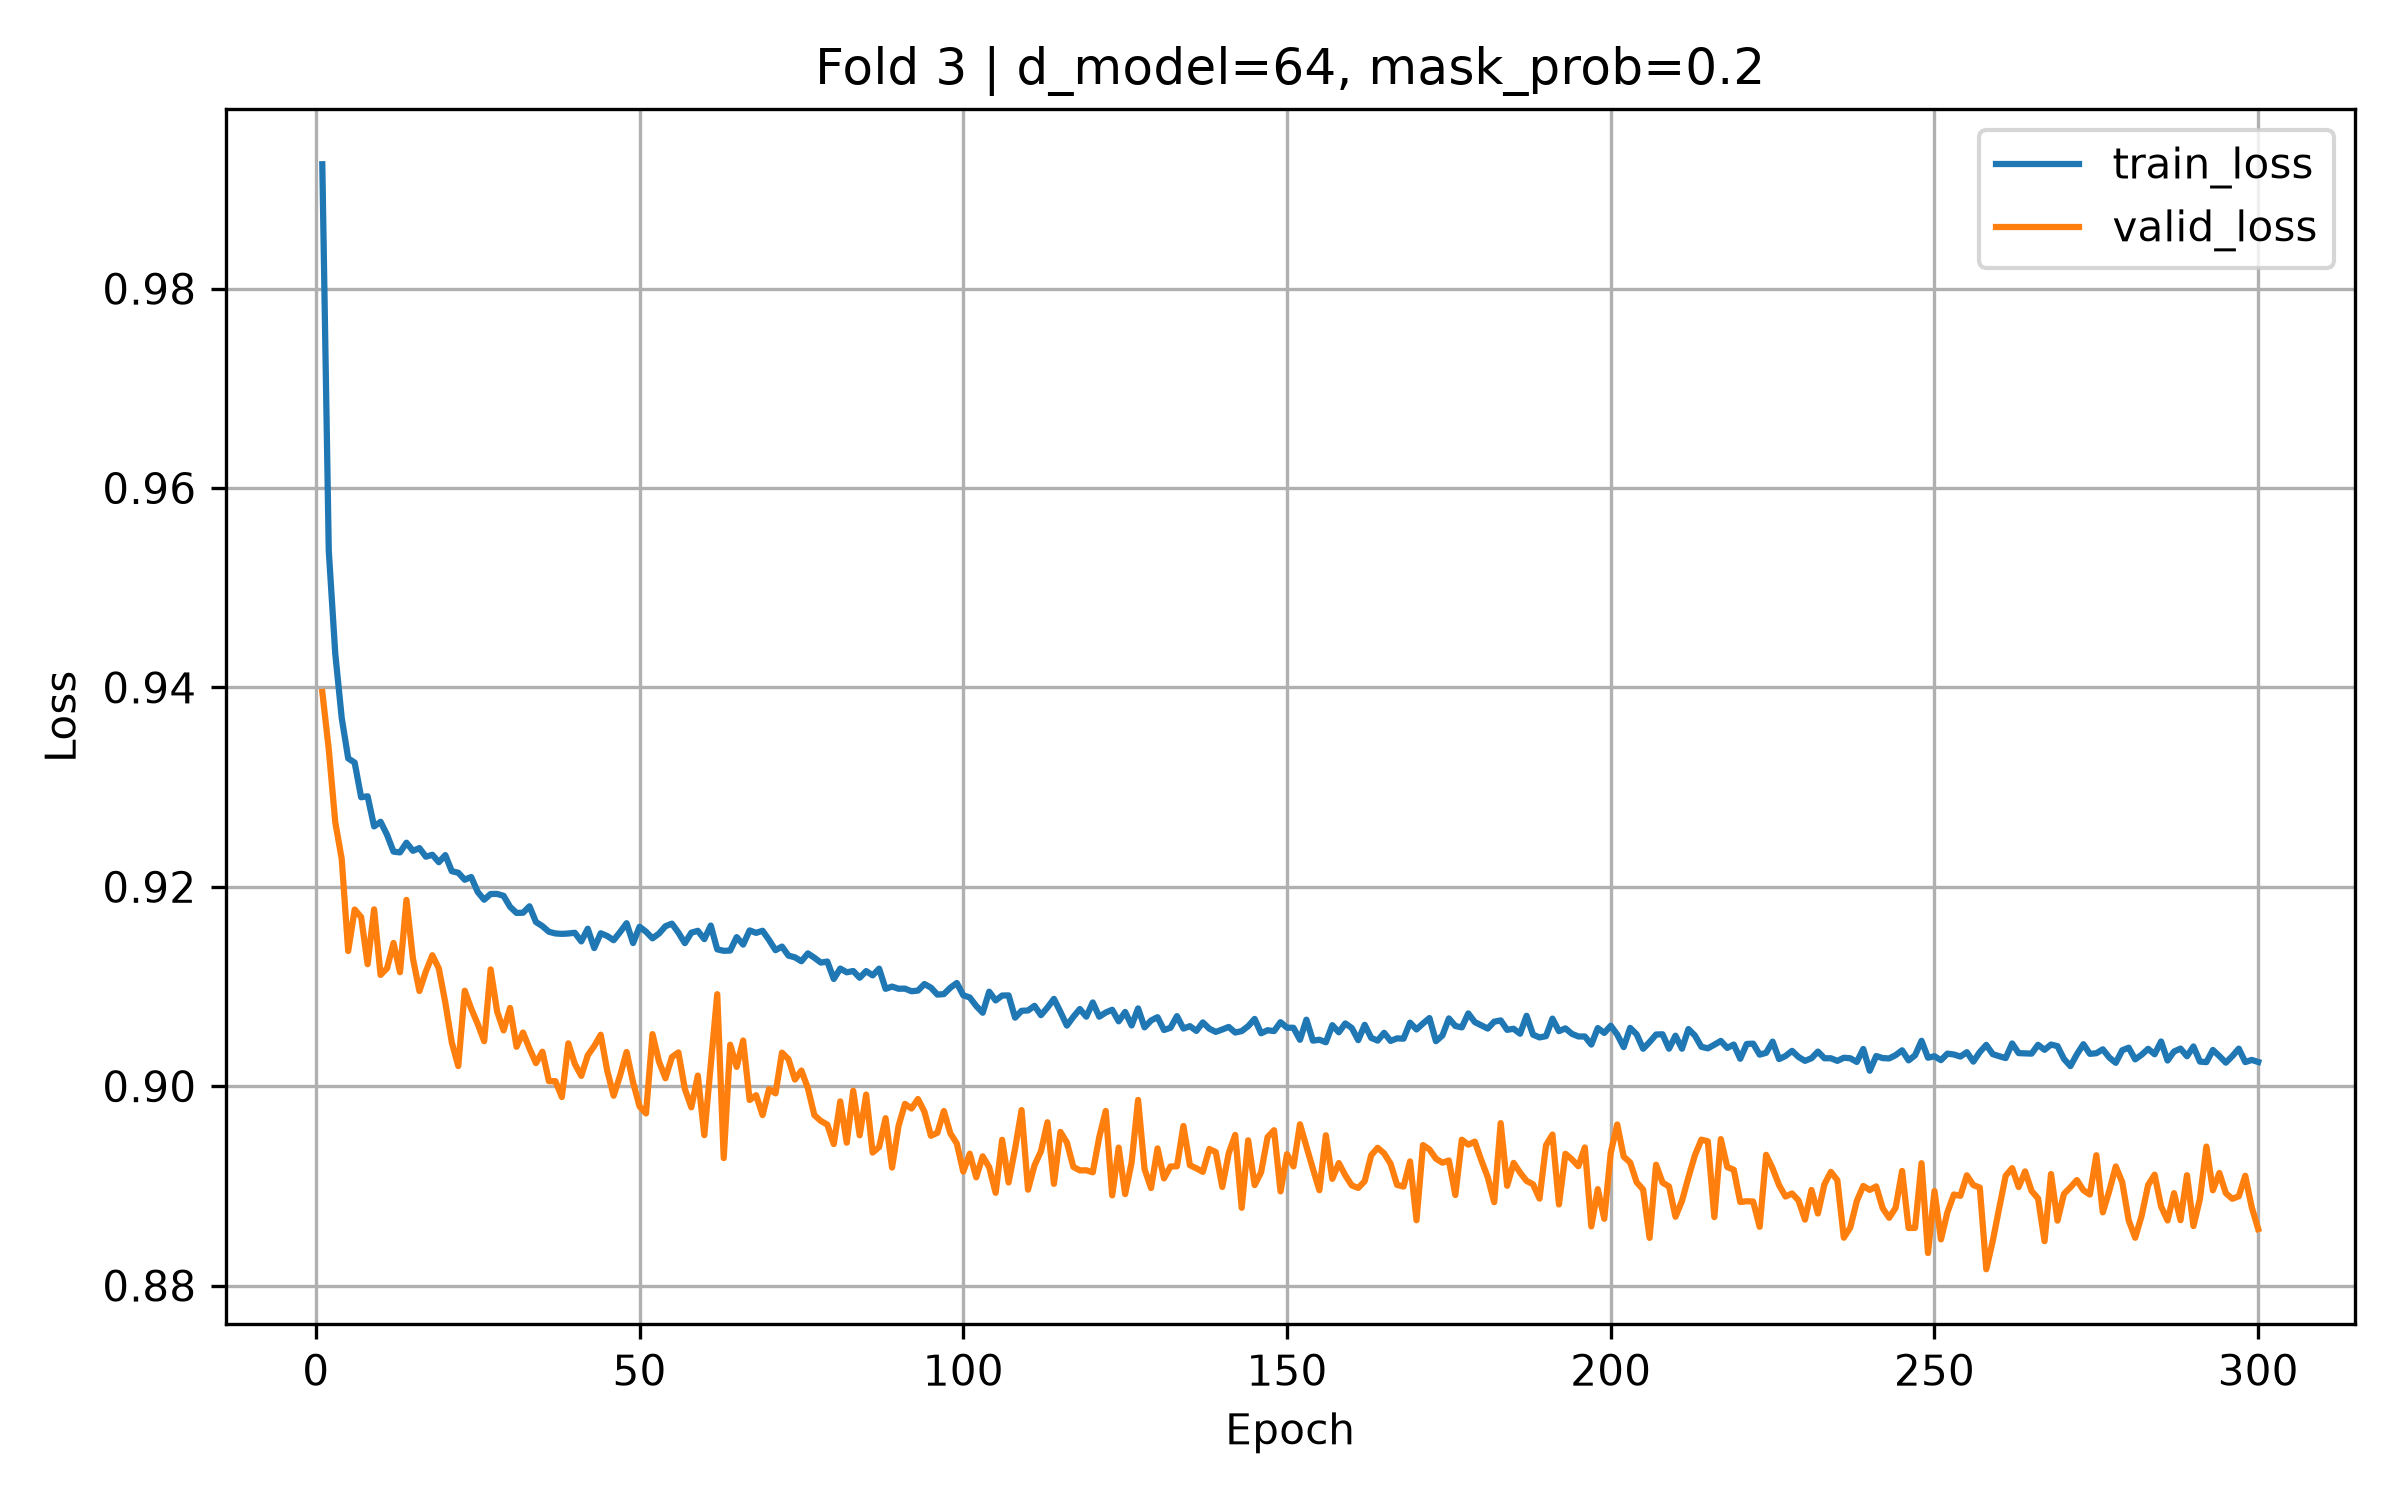 Fold 3 | d_model=64, mask_prob=0.2
train_loss
valid_loss
0.98
0.96
0.94
0.92
0.90
0.88
Loss
0 50 100 150 200 250 300
Epoch